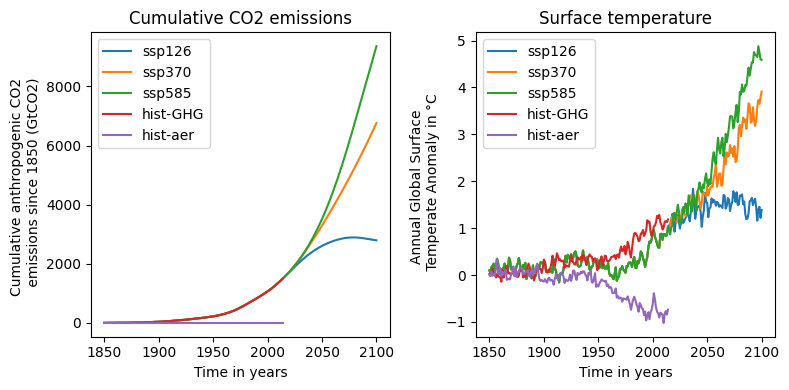 Cumulative CO2 emissions
Cumulative anthropogenic CO2
emissions since 1850 (GtCO2)
8000
6000
4000
2000
0
ssp126
ssp370
ssp585
hist-GHG
hist-aer
1850 1900 1950 2000 2050 2100
Time in years
Surface temperature
Annual Global Surface
Temperate Anomaly in °C
5
4
3
2
1
0
−1
ssp126
ssp370
ssp585
hist-GHG
hist-aer
1850 1900 1950 2000 2050 2100
Time in years